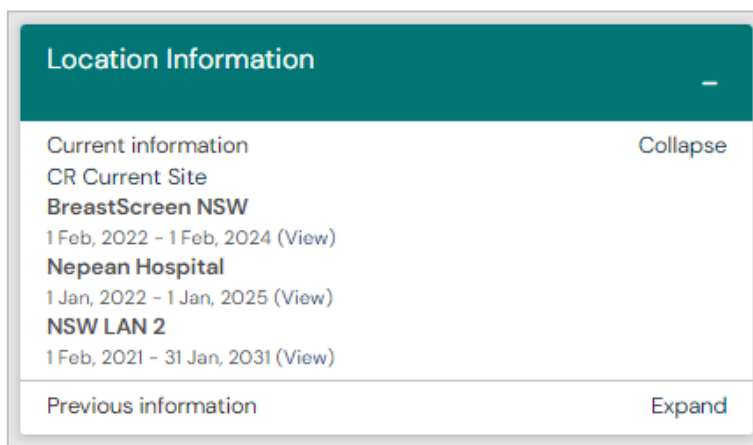 Location Information
–
Current information Collapse
CR Current Site
BreastScreen NSW
1 Feb, 2022 – 1 Feb, 2024 (View)
Nepean Hospital
1 Jan, 2022 – 1 Jan, 2025 (View)
NSW LAN 2
1 Feb, 2021 – 31 Jan, 2031 (View)
Previous information Expand